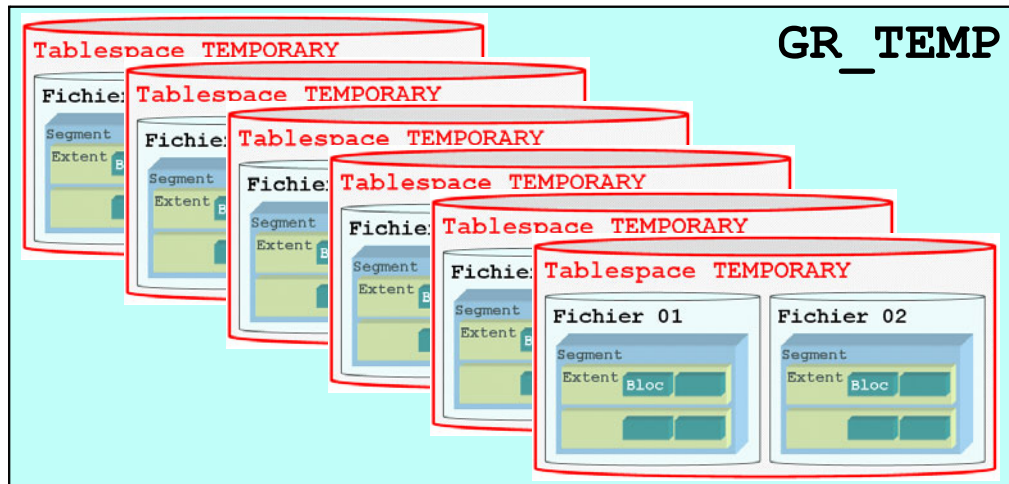 GR_TEMP
Tablespace TEMPORARY
Segment
Extent
Tablespace TEMPORARY
Segment
Extent
Tablespace TEMPORARY
Segment
Extent
Tablespace TEMPORARY
Segment
Extent
Tablespace TEMPORARY
Segment
Extent
Tablespace TEMPORARY
Fichier 01 Fichier 02
Segment Segment
Extent Bloc Extent Bloc